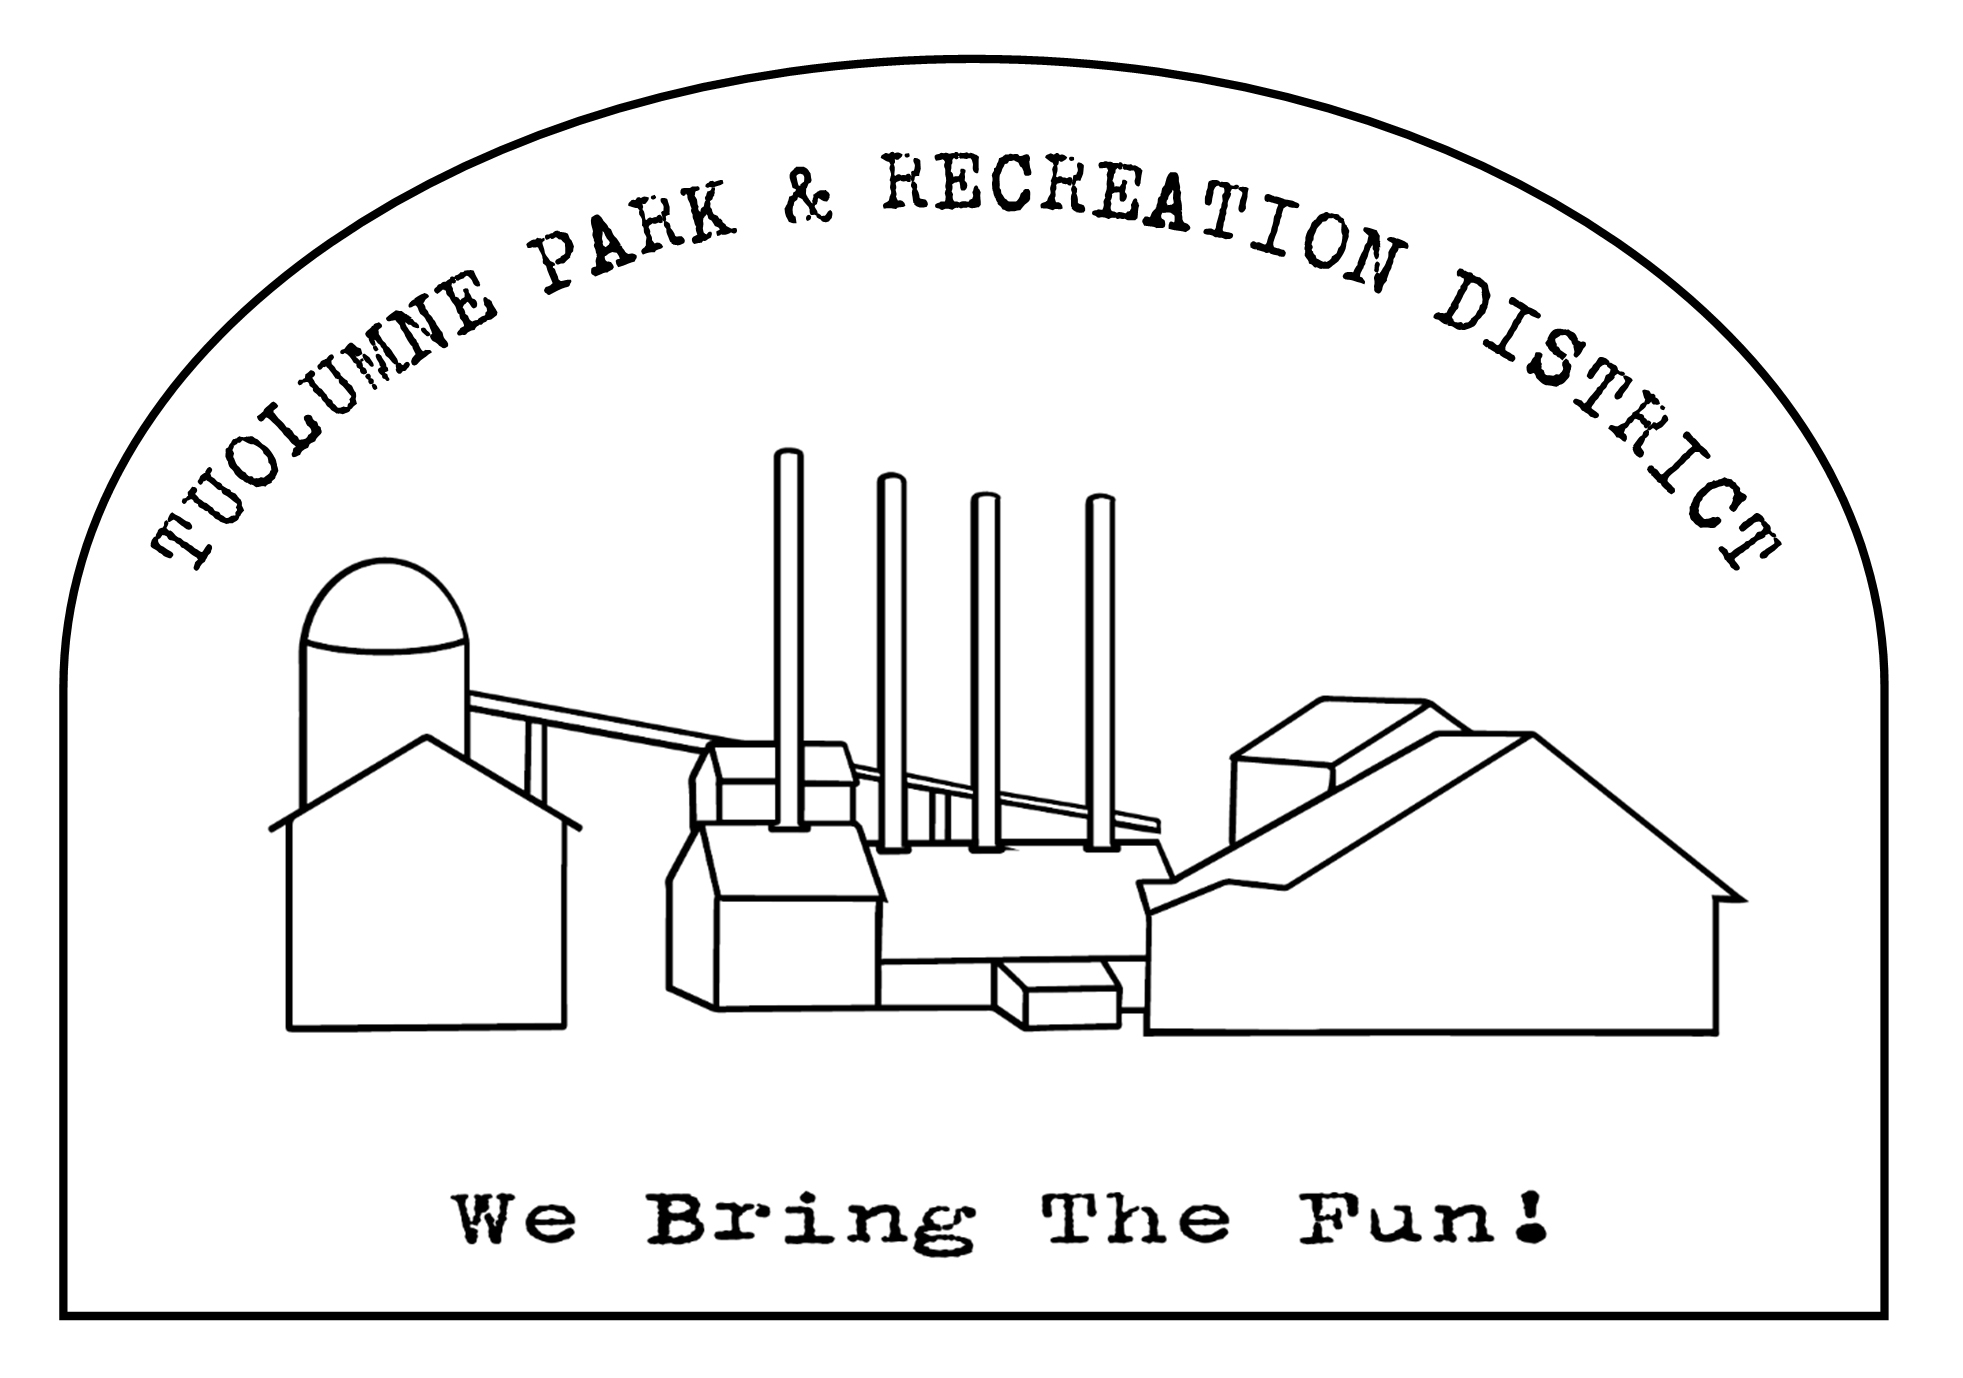 TUOLUMNE PARK & RECREATION DISTRICT
We Bring The Fun!